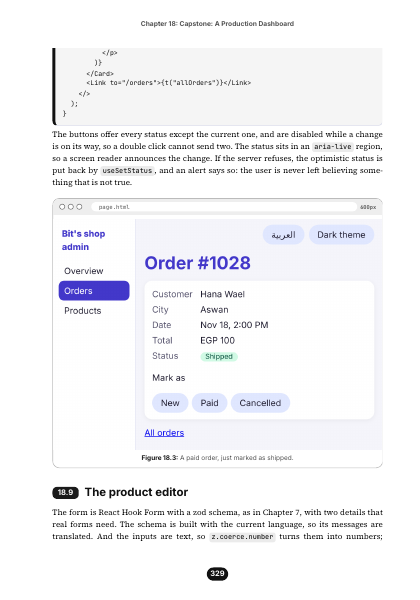 Chapter 18: Capstone: A Production Dashboard
</p>
)}
</Card>
<Link to="/orders">{t("allOrders")}</Link>
</>
);
}
The buttons offer every status except the current one, and are disabled while a change
is on its way, so a double click cannot send two. The status sits in an aria-live region,
so a screen reader announces the change. If the server refuses, the optimistic status is
put back by useSetStatus, and an alert says so: the user is never left believing some-
thing that is not true.
page.html 600px
Bit's shop
admin
Overview
Orders
Products
العربية Dark theme
Order #1028
Customer Hana Wael
City Aswan
Date Nov 18, 2:00 PM
Total EGP 100
Status Shipped
Mark as
New Paid Cancelled
All orders
Figure 18.3: A paid order, just marked as shipped.
18.9 The product editor
The form is React Hook Form with a zod schema, as in Chapter 7, with two details that
real forms need. The schema is built with the current language, so its messages are
translated. And the inputs are text, so z.coerce.number turns them into numbers;
329